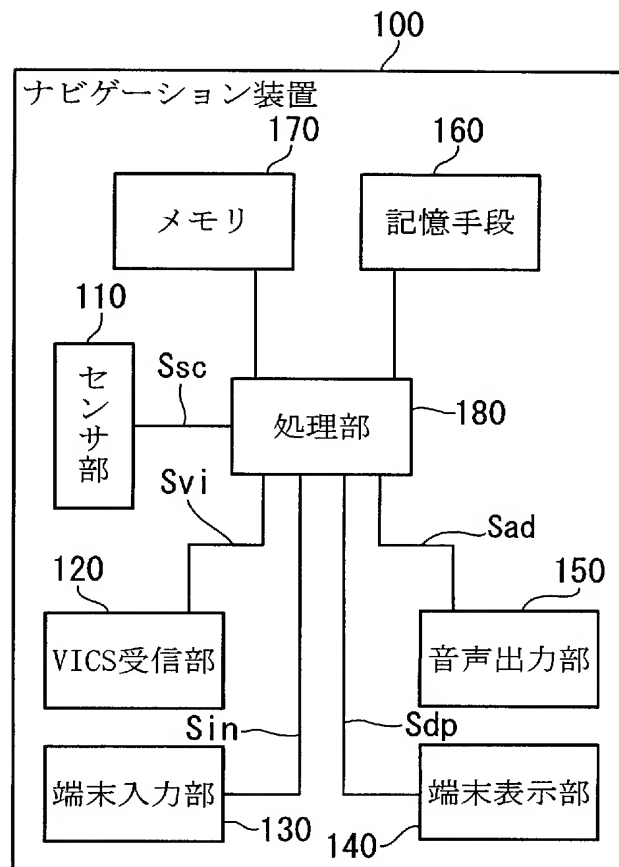 100
ナビゲーション装置
170
160
メモリ
記憶手段
110
センサ部
Ssc
処理部
180
Svi
Sad
120
150
VICS受信部
音声出力部
Sin
Sdp
端末入力部
130
端末表示部
140